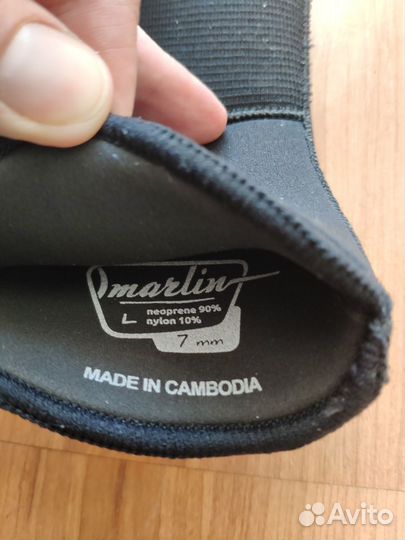 marlin
neoprene 90%
L nylon 10%
7 mm
MADE IN CAMBODIA
Avito